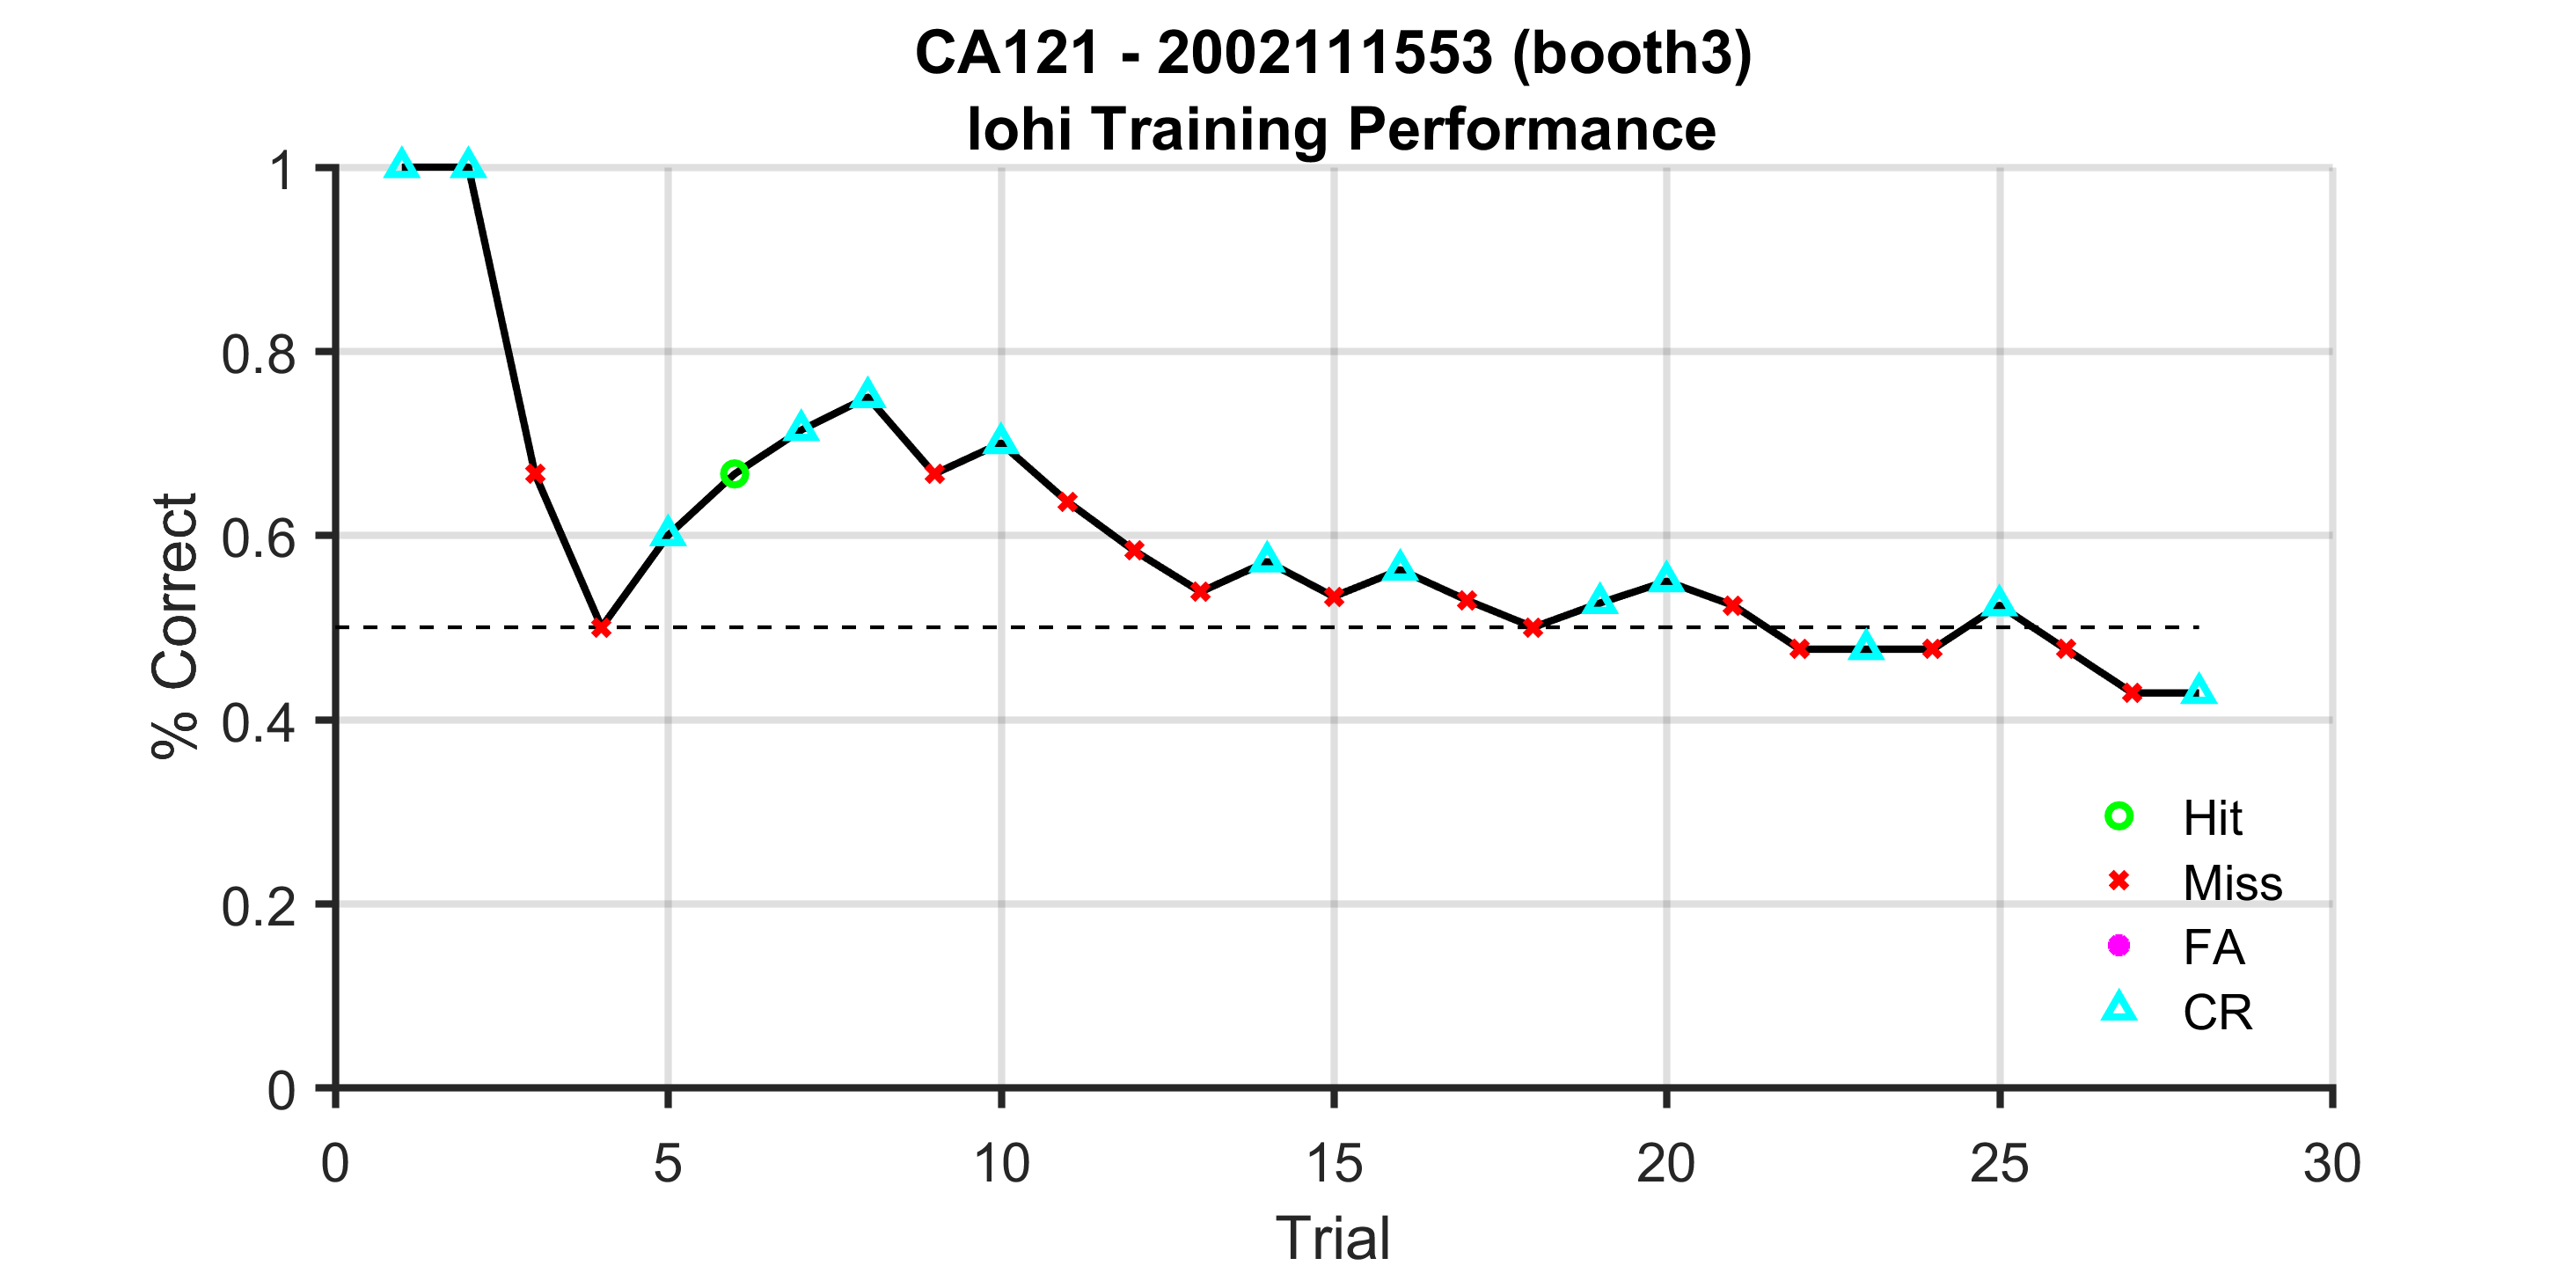 CA121 - 2002111553 (booth3)
lohi Training Performance
% Correct
1
0.8
0.6
0.4
0.2
0
0 5 10 15 20 25 30
Trial
Hit
Miss
FA
CR